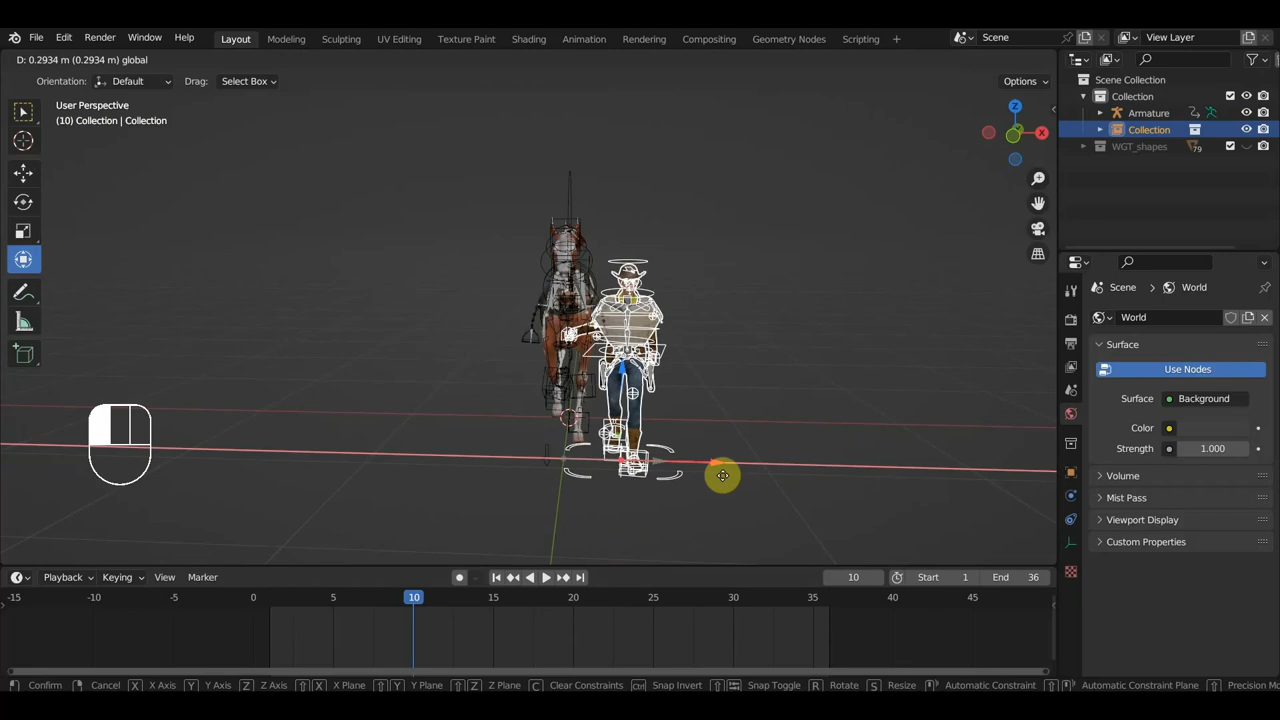 File Edit Render Window Help Layout Modeling Sculpting UV Editing Texture Paint Shading Animation Rendering Compositing Geometry Nodes Scripting + Scene View Layer
D: 0.2934 m (0.2934 m) global
Orientation: Default Drag: Select Box Options
Scene Collection
Collection
Armature
Collection
WGT_shapes 79
User Perspective
(10) Collection | Collection
Z
X
Scene World
World
Surface
Use Nodes
Surface Background
Color
Strength 1.000
Volume
Mist Pass
Viewport Display
Custom Properties
Playback Keying View Marker 10 Start 1 End 36
-15 -10 -5 0 5 10 15 20 25 30 35 40 45
Confirm Cancel X X Axis Y Y Axis Z Z Axis X X Plane Y Y Plane Z Z Plane C Clear Constraints Ctrl Snap Invert Snap Toggle R Rotate S Resize Automatic Constraint Automatic Constraint Plane Precision Mo